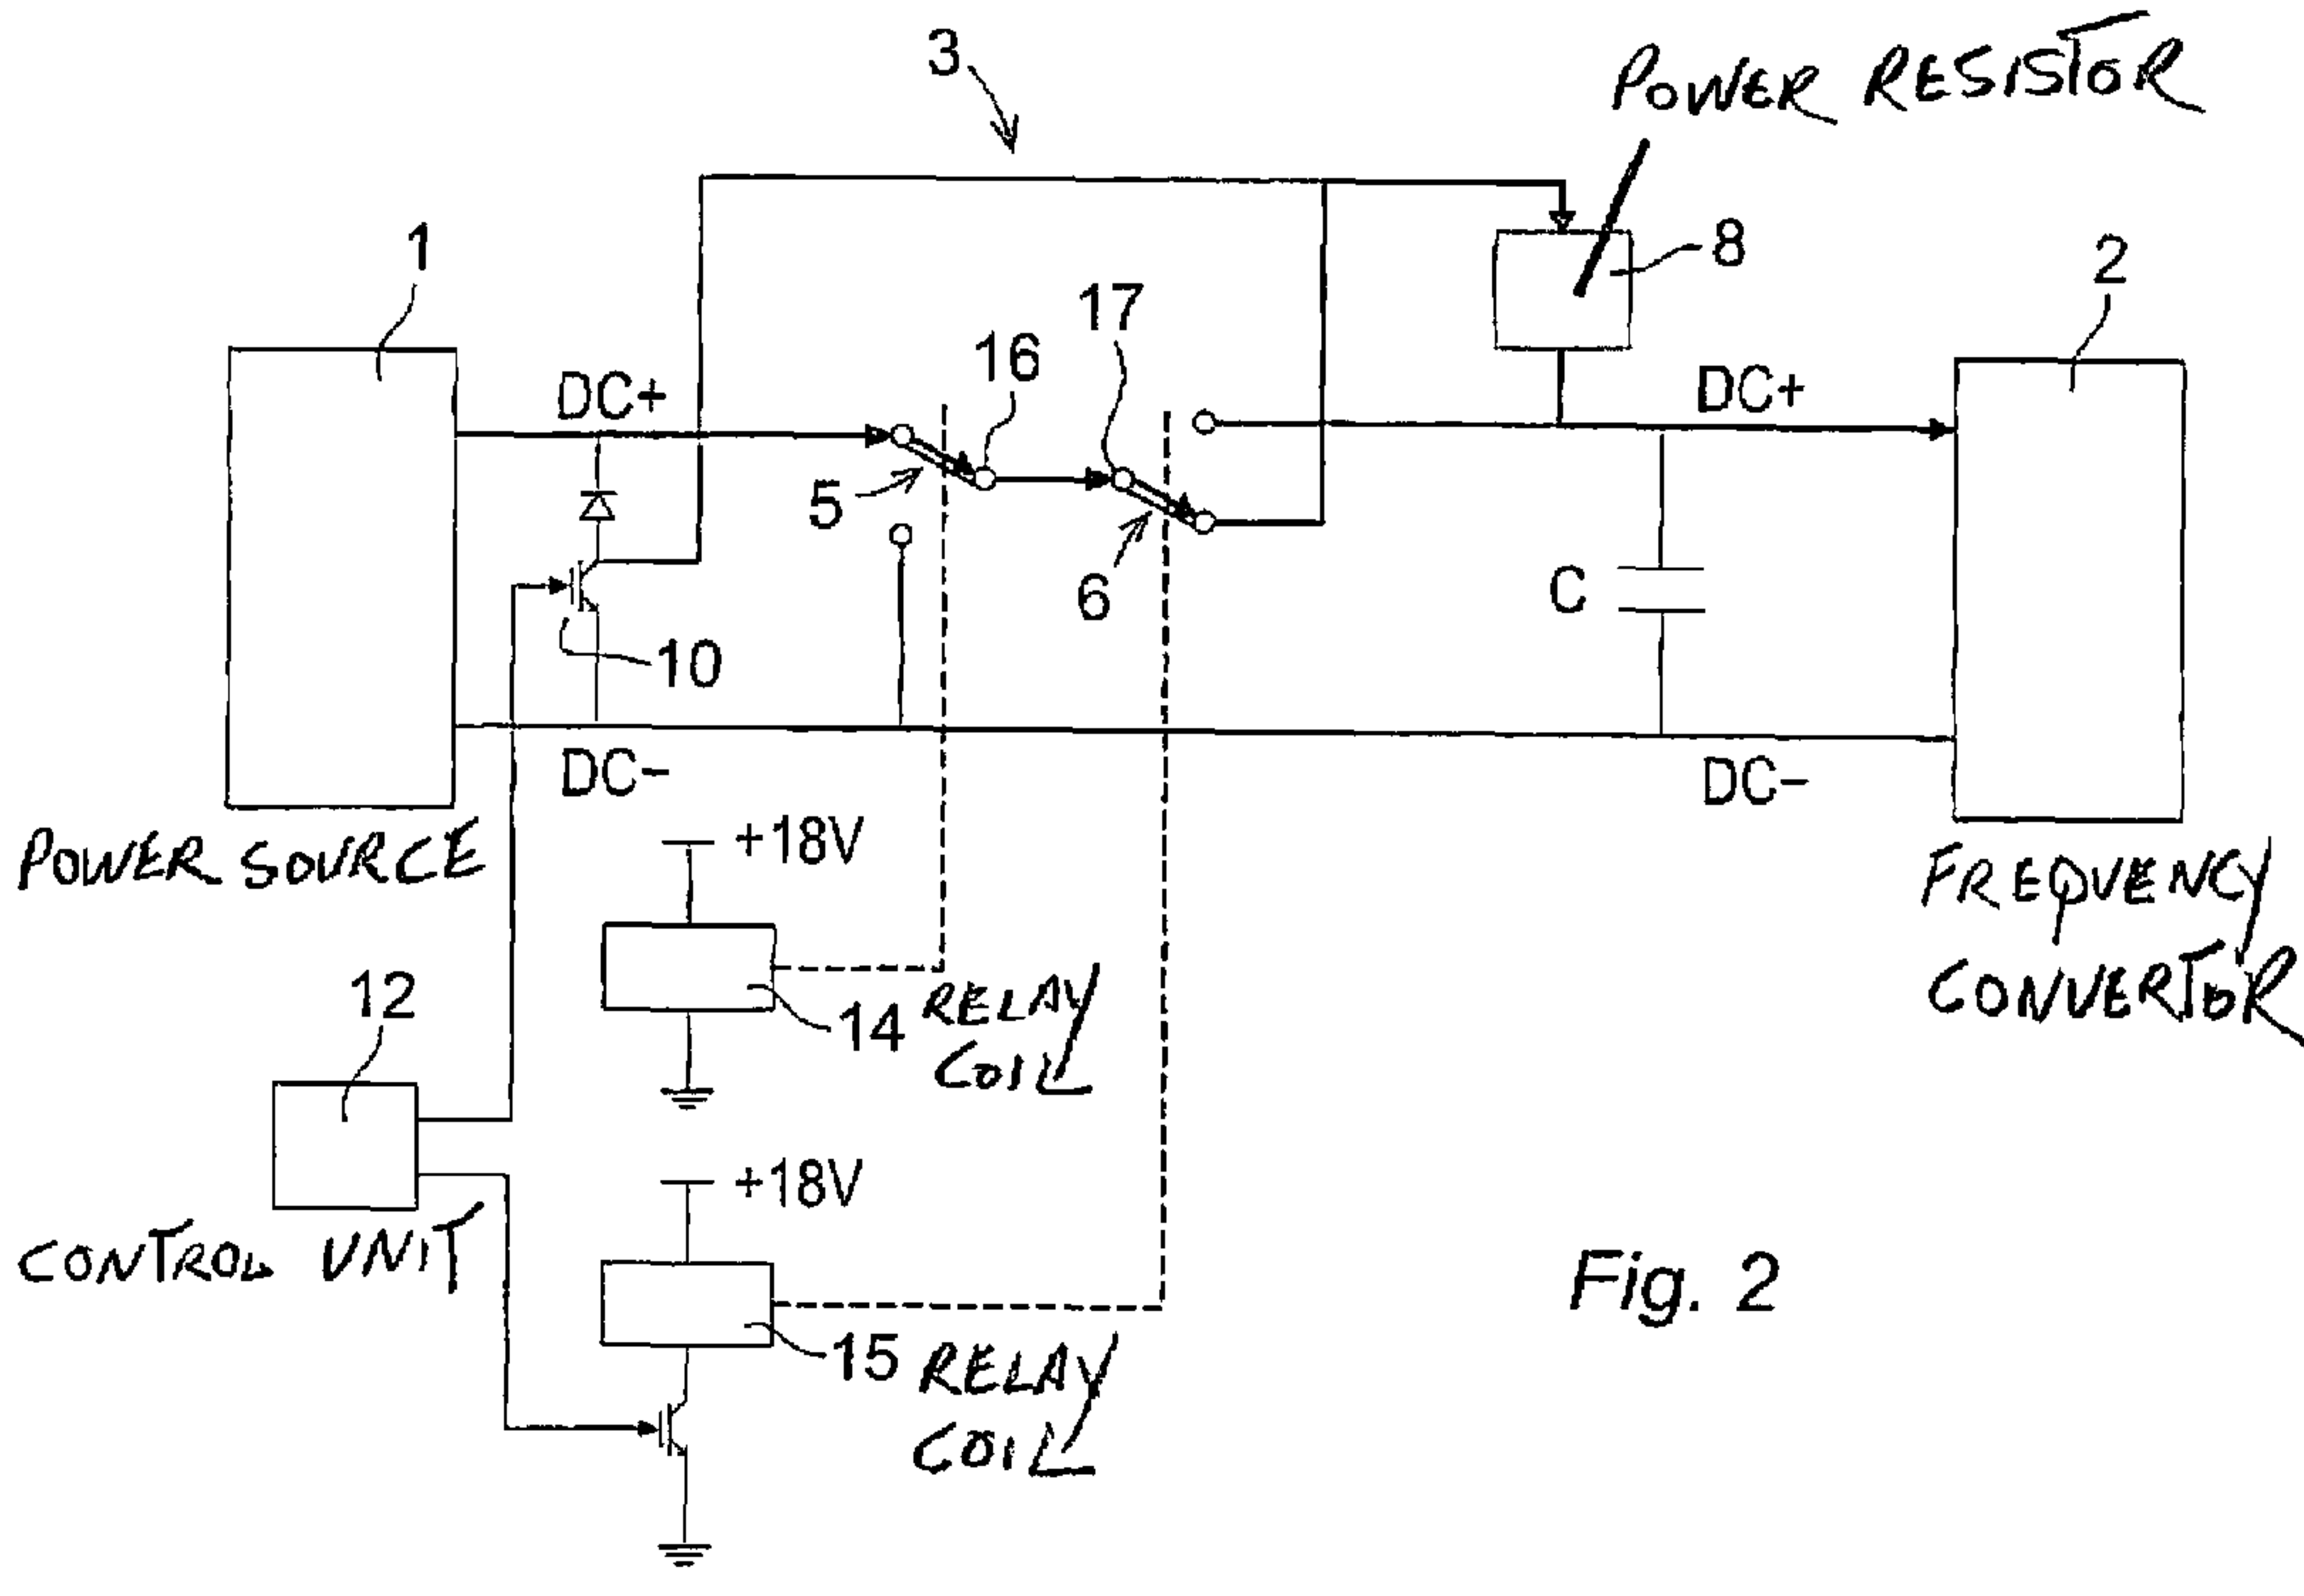 3
POWER RESISTOR
1
8
2
17
16
DC+
DC+
5
6
C
10
DC-
DC-
+18V
POWER SOURCE
FREQUENCY
CONVERTOR
12
14 RELAY
COIL
+18V
CONTROL UNIT
Fig. 2
15 RELAY
COIL